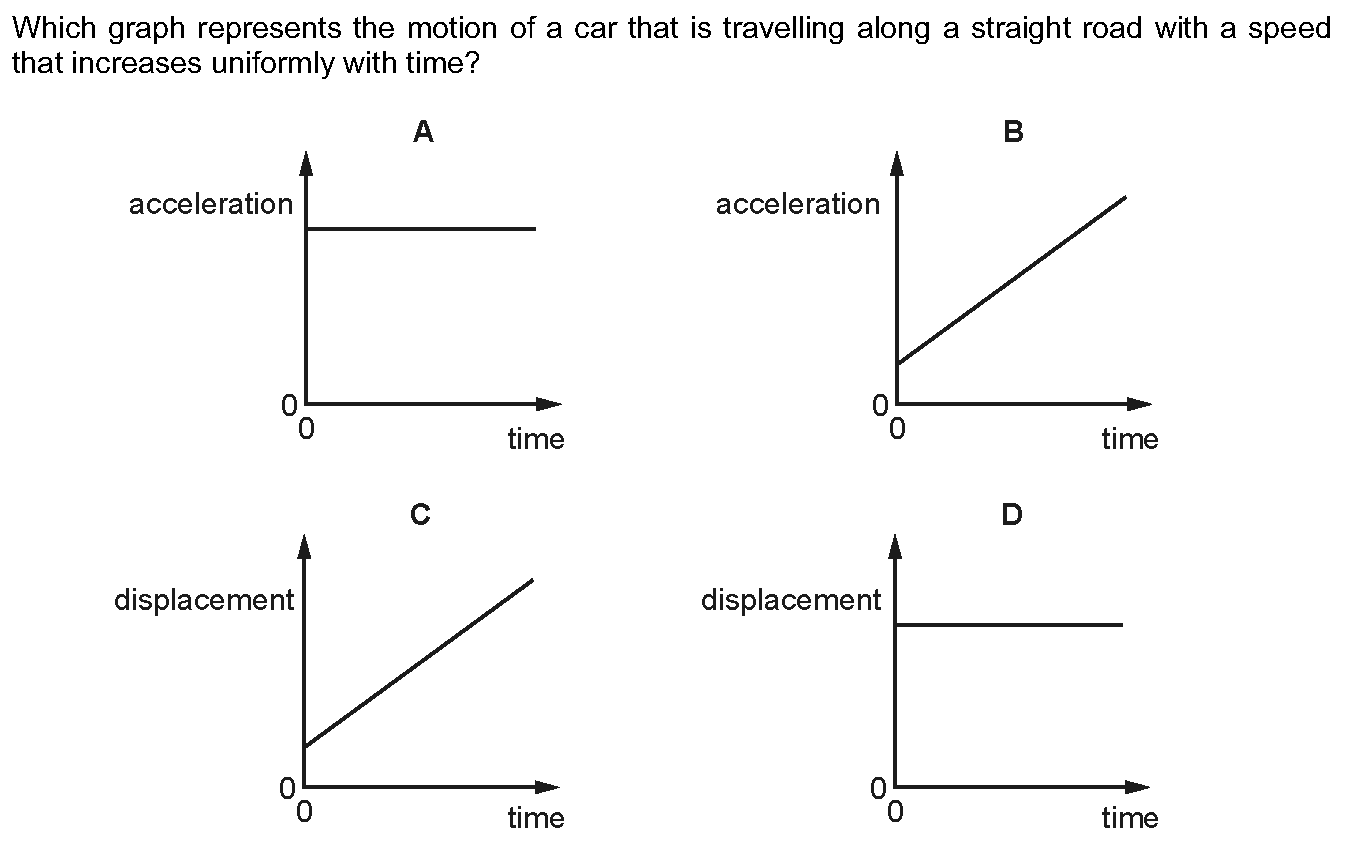 Which graph represents the motion of a car that is travelling along a straight road with a speed
that increases uniformly with time?
A
acceleration
0
0
time
B
acceleration
0
0
time
C
displacement
0
0
time
D
displacement
0
0
time